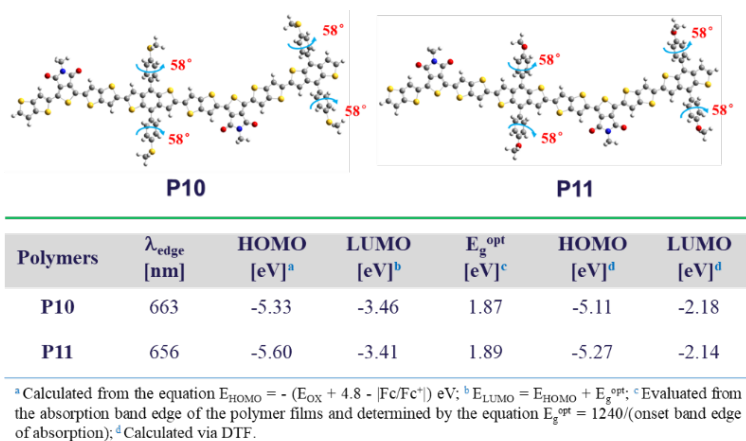 58° 58°
58° 58°
58° 58°
58° 58°
P10 P11
Polymers λedge [nm] HOMO [eV]a LUMO [eV]b Egopt [eV]c HOMO [eV]d LUMO [eV]d
P10 663 -5.33 -3.46 1.87 -5.11 -2.18
P11 656 -5.60 -3.41 1.89 -5.27 -2.14
a Calculated from the equation EHOMO = - (EOX + 4.8 - |Fc/Fc+|) eV; b ELUMO = EHOMO + Egopt; c Evaluated from
the absorption band edge of the polymer films and determined by the equation Egopt = 1240/(onset band edge
of absorption); d Calculated via DTF.